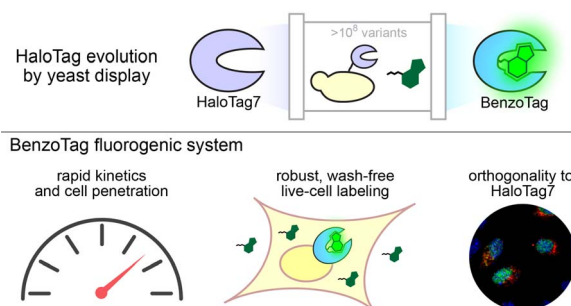 HaloTag evolution
by yeast display
>10⁸ variants
HaloTag7
BenzoTag
BenzoTag fluorogenic system
rapid kinetics
and cell penetration
robust, wash-free
live-cell labeling
orthogonality to
HaloTag7